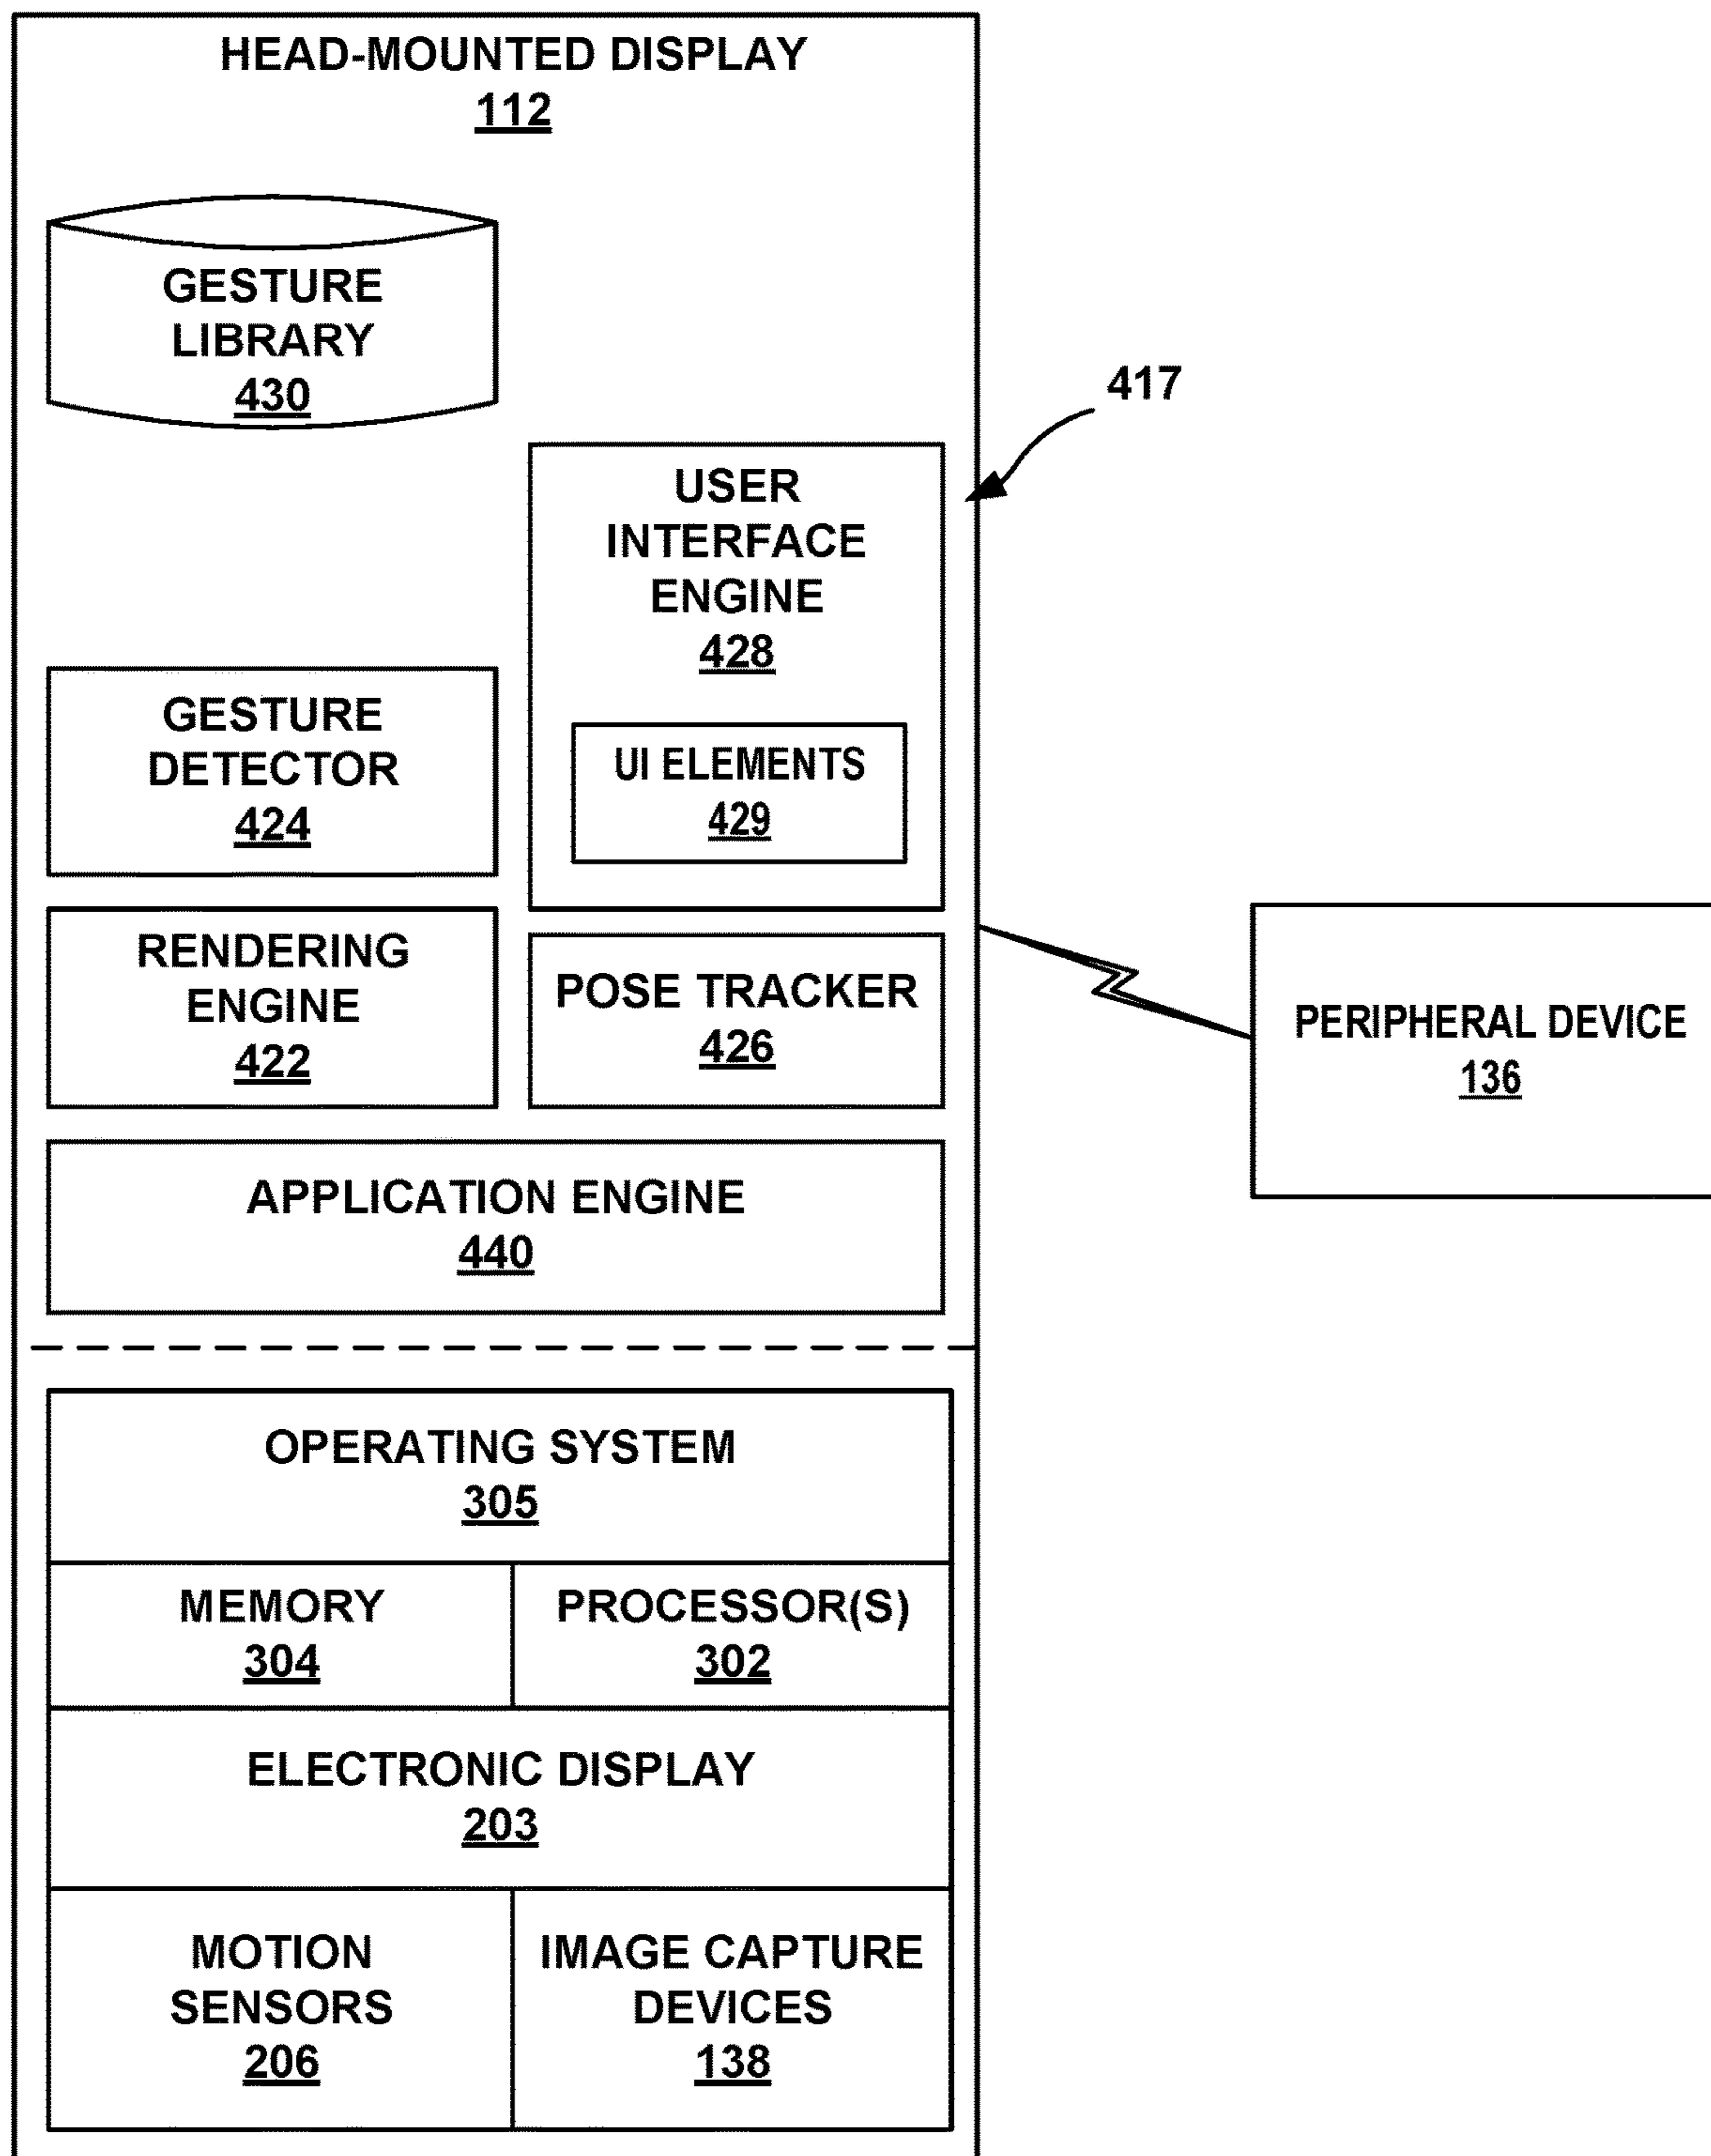 HEAD-MOUNTED DISPLAY
112
GESTURE
LIBRARY
430
417
USER
INTERFACE
ENGINE
428
UI ELEMENTS
429
GESTURE
DETECTOR
424
RENDERING
ENGINE
422
POSE TRACKER
426
PERIPHERAL DEVICE
136
APPLICATION ENGINE
440
OPERATING SYSTEM
305
MEMORY
304
PROCESSOR(S)
302
ELECTRONIC DISPLAY
203
MOTION
SENSORS
206
IMAGE CAPTURE
DEVICES
138